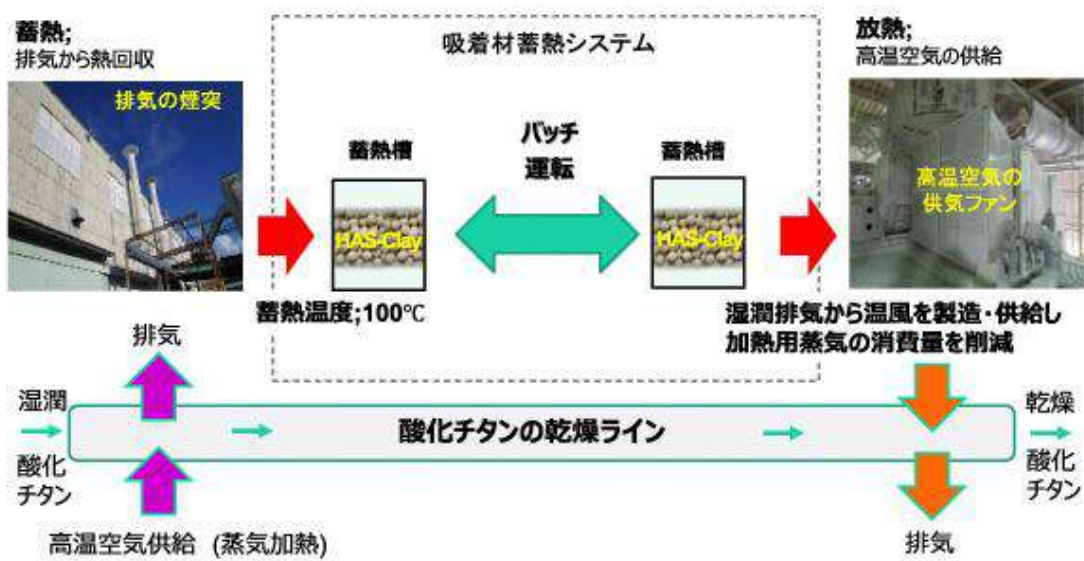 蓄熱;
排気から熱回収
排気の煙突
吸着材蓄熱システム
放熱;
高温空気の供給
蓄熱槽
バッチ
運転
蓄熱槽
高温空気の
供気ファン
HAS-Clay
HAS-Clay
蓄熱温度;100℃
湿潤排気から温風を製造・供給し
加熱用蒸気の消費量を削減
排気
湿潤
酸化
チタン
酸化チタンの乾燥ライン
乾燥
酸化
チタン
高温空気供給 (蒸気加熱)
排気